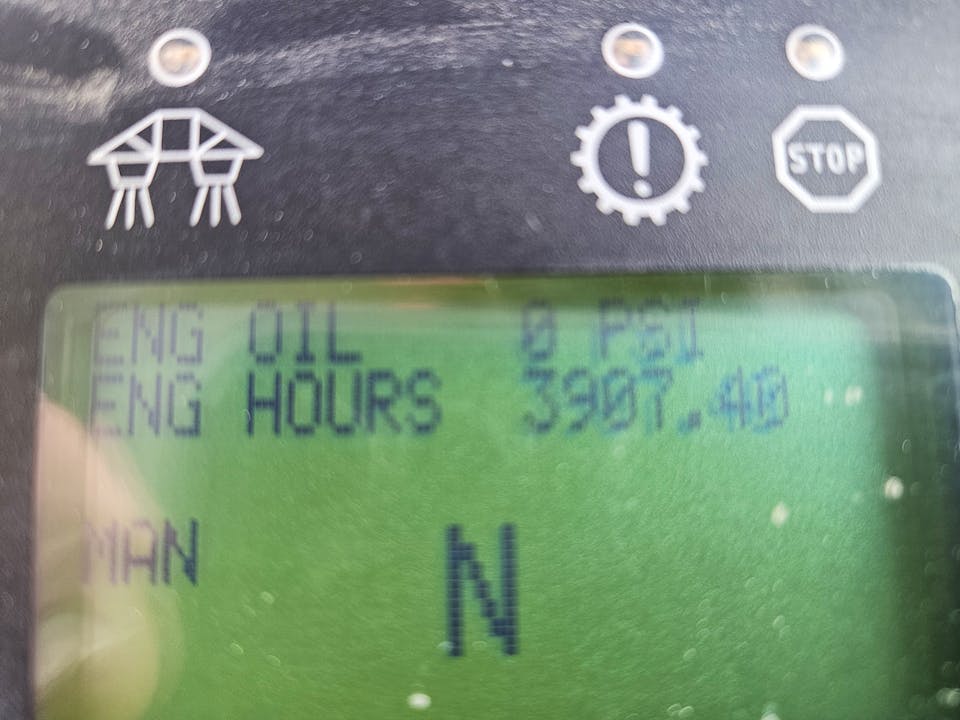 STOP
ENG OIL 0 PSI
ENG HOURS 3907.40
MAN
N